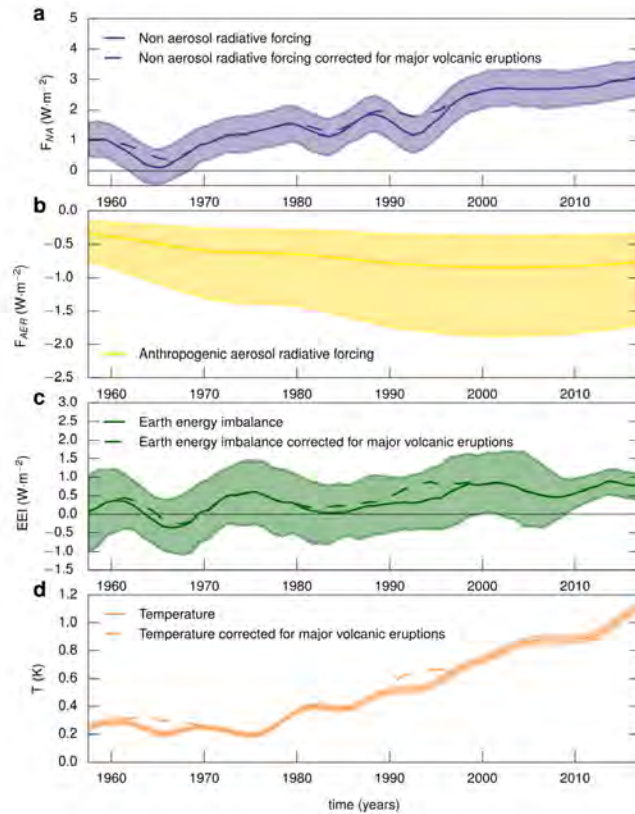 a
5
4
3
2
1
0
F_NA (W·m⁻²)
Non aerosol radiative forcing
Non aerosol radiative forcing corrected for major volcanic eruptions
1960 1970 1980 1990 2000 2010
b
0.0
−0.5
−1.0
−1.5
−2.0
−2.5
F_AER (W·m⁻²)
Anthropogenic aerosol radiative forcing
1960 1970 1980 1990 2000 2010
c
3.0
2.5
2.0
1.5
1.0
0.5
0.0
−0.5
−1.0
−1.5
EEI (W·m⁻²)
Earth energy imbalance
Earth energy imbalance corrected for major volcanic eruptions
1960 1970 1980 1990 2000 2010
d
1.2
1.0
0.8
0.6
0.4
0.2
0.0
T (K)
Temperature
Temperature corrected for major volcanic eruptions
1960 1970 1980 1990 2000 2010
time (years)